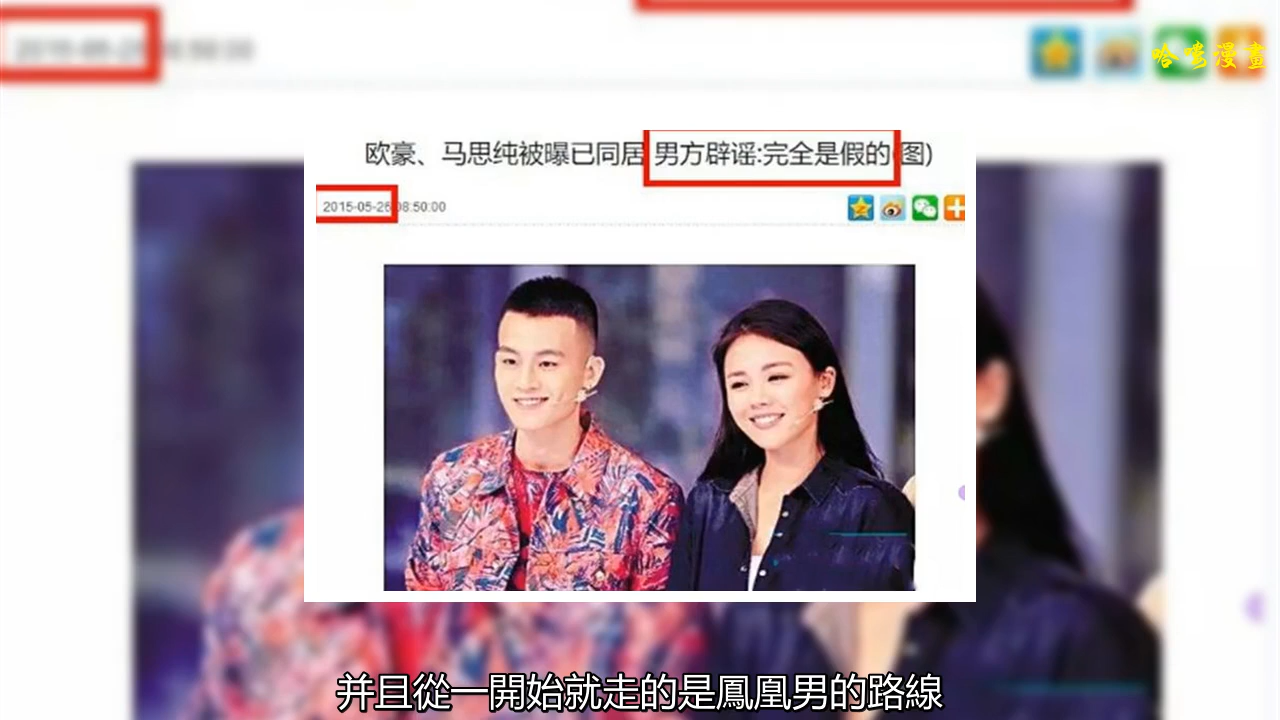 哈嘍漫畫
欧豪、马思纯被曝已同居 男方辟谣:完全是假的(图)
2015-05-26 08:50:00
并且從一開始就走的是鳳凰男的路線